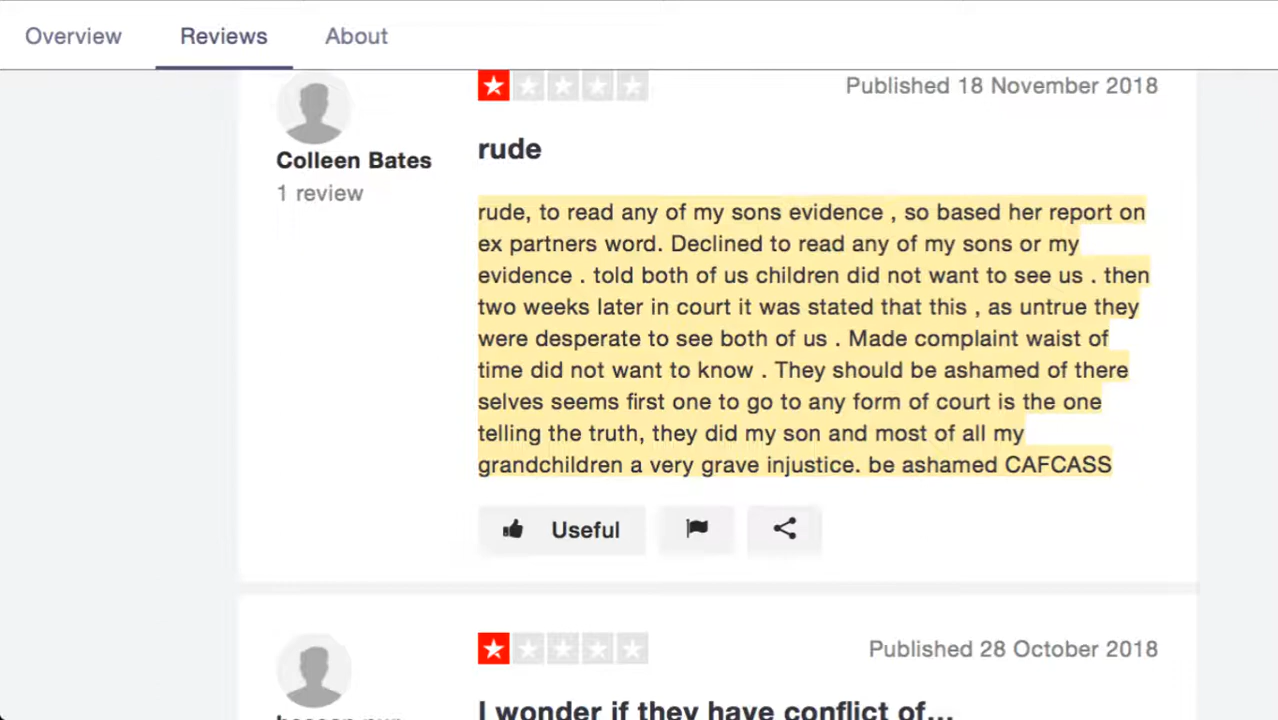 Overview Reviews About
Published 18 November 2018
Colleen Bates
1 review
rude
rude, to read any of my sons evidence , so based her report on
ex partners word. Declined to read any of my sons or my
evidence . told both of us children did not want to see us . then
two weeks later in court it was stated that this , as untrue they
were desperate to see both of us . Made complaint waist of
time did not want to know . They should be ashamed of there
selves seems first one to go to any form of court is the one
telling the truth, they did my son and most of all my
grandchildren a very grave injustice. be ashamed CAFCASS
Useful
Published 28 October 2018
I wonder if they have conflict of...